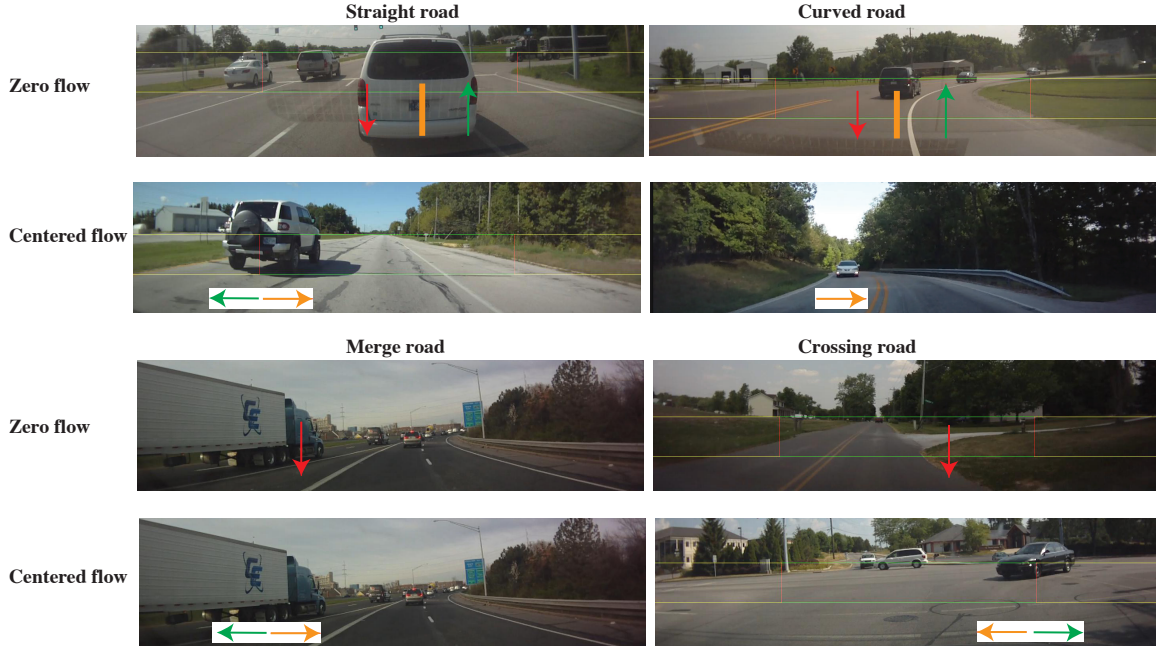 Straight road
Curved road
Zero flow
Centered flow
Merge road
Crossing road
Zero flow
Centered flow